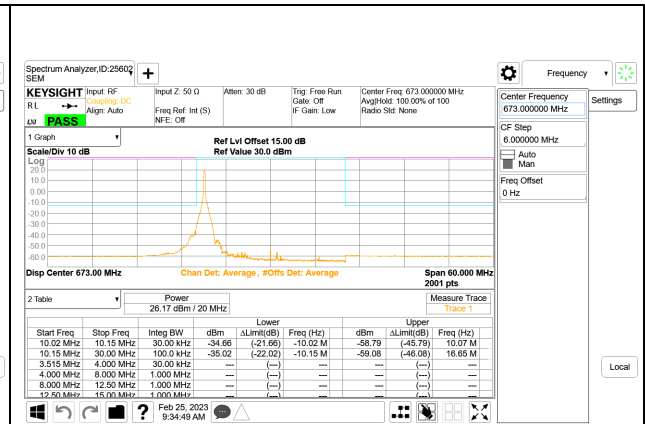 Spectrum Analyzer,ID:25602
SEM
Frequency
KEYSIGHT
Input: RF
Input Z: 50 Ω
Atten: 30 dB
Trig: Free Run
Center Freq: 673.000000 MHz
R L
Coupling: DC
Gate: Off
Avg|Hold: 100.00% of 100
Align: Auto
Freq Ref: Int (S)
IF Gain: Low
Radio Std: None
PASS
NFE: Off
Center Frequency
673.000000 MHz
Settings
CF Step
6.000000 MHz
Auto
Man
Freq Offset
0 Hz
1 Graph
Ref Lvl Offset 15.00 dB
Scale/Div 10 dB
Ref Value 30.0 dBm
Log
20.0
10.0
0.00
-10.0
-20.0
-30.0
-40.0
-50.0
-60.0
Disp Center 673.00 MHz
Chan Det: Average , #Offs Det: Average
Span 60.000 MHz
2001 pts
2 Table
Power
26.17 dBm / 20 MHz
Measure Trace
Trace 1
Lower Upper
Start Freq Stop Freq Integ BW dBm ΔLimit(dB) Freq (Hz) dBm ΔLimit(dB) Freq (Hz)
10.02 MHz 10.15 MHz 30.00 kHz -34.66 (-21.66) -10.02 M -58.79 (-45.79) 10.07 M
10.15 MHz 30.00 MHz 100.0 kHz -35.02 (-22.02) -10.15 M -59.08 (-46.08) 16.65 M
3.515 MHz 4.000 MHz 30.00 kHz --- (---) --- --- (---) ---
4.000 MHz 8.000 MHz 1.000 MHz --- (---) --- --- (---) ---
8.000 MHz 12.50 MHz 1.000 MHz --- (---) --- --- (---) ---
12.50 MHz 15.00 MHz 1.000 MHz --- (---) --- --- (---) ---
Local
?
Feb 25, 2023
9:34:49 AM